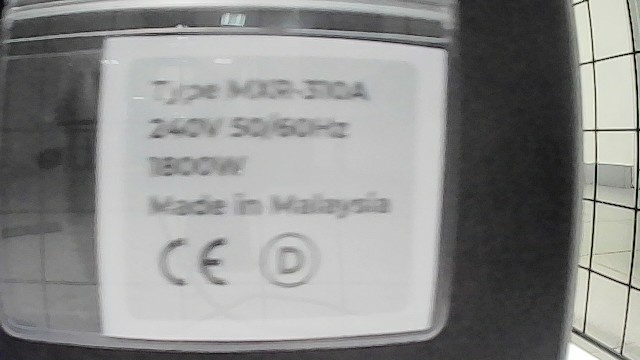 Type MXR-310A
240V 50/60Hz
1800W
Made in Malaysia
CE D